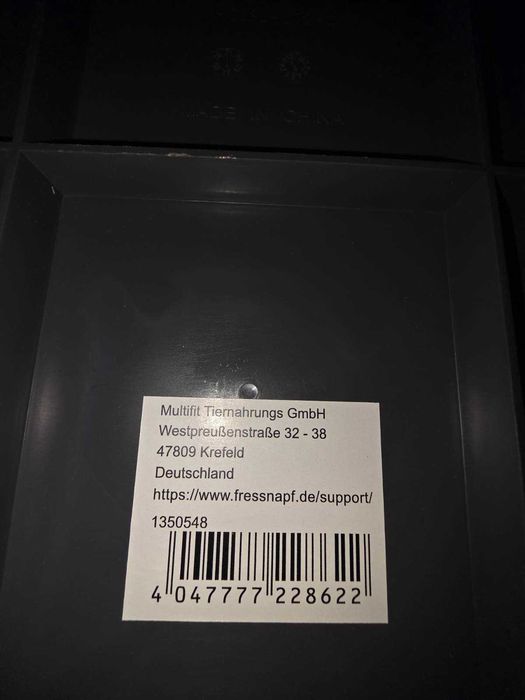 MADE IN CHINA
Multifit Tiernahrungs GmbH
Westpreußenstraße 32 - 38
47809 Krefeld
Deutschland
https://www.fressnapf.de/support/
1350548
4 047777 228622